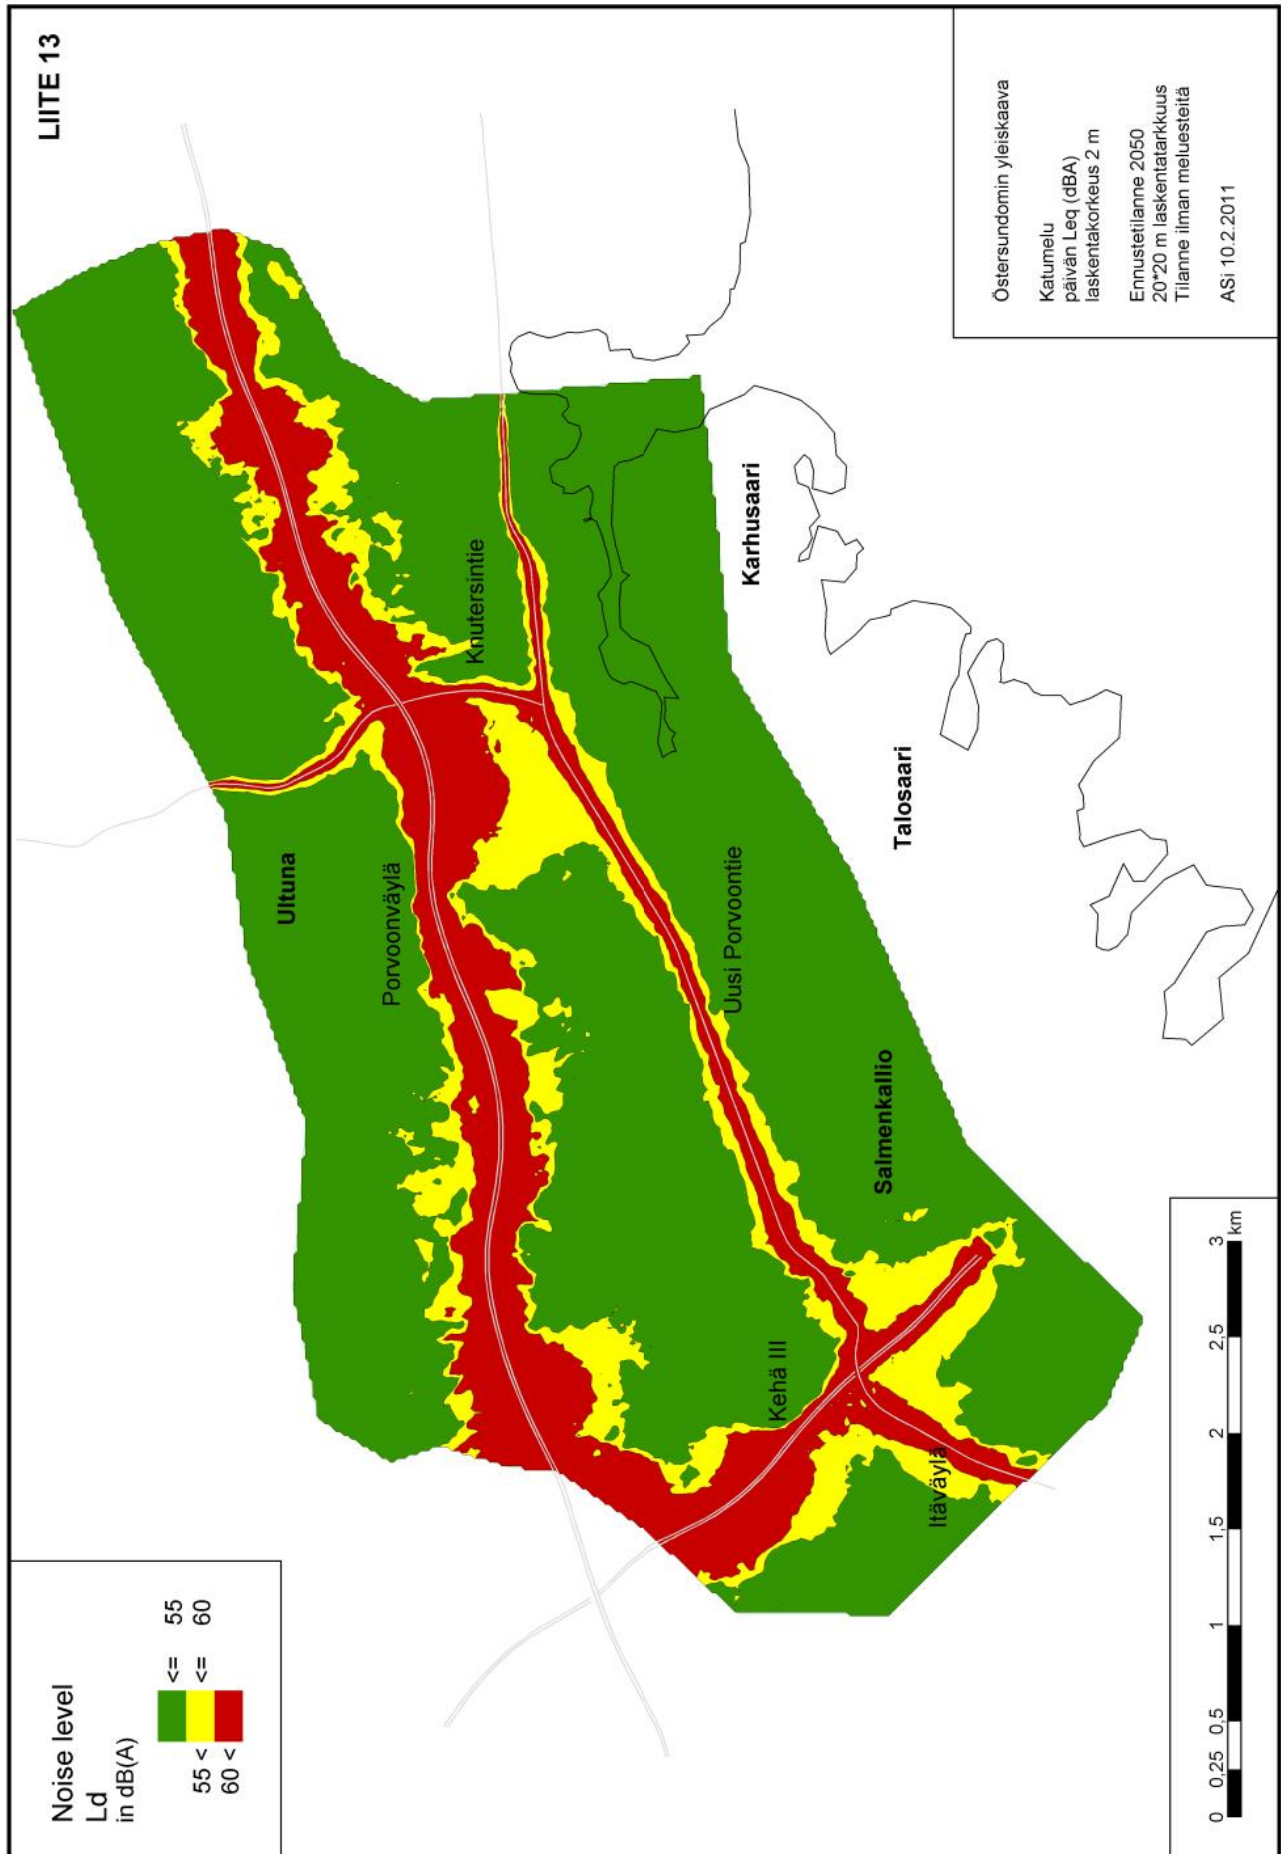 LIITE 13
Noise level
Ld
in dB(A)
<= 55
55 < <= 60
60 <
Ultuna
Porvoonväylä
Knutersintie
Uusi Porvoontie
Karhusaari
Talosaari
Salmenkallio
Kehä III
Itäväylä
0 0,25 0,5 1 1,5 2 2,5 3
km
Östersundomin yleiskaava
Katumelu
päivän Leq (dBA)
laskentakorkeus 2 m
Ennustetilanne 2050
20*20 m laskentatarkkuus
Tilanne ilman meluesteitä
ASi 10.2.2011